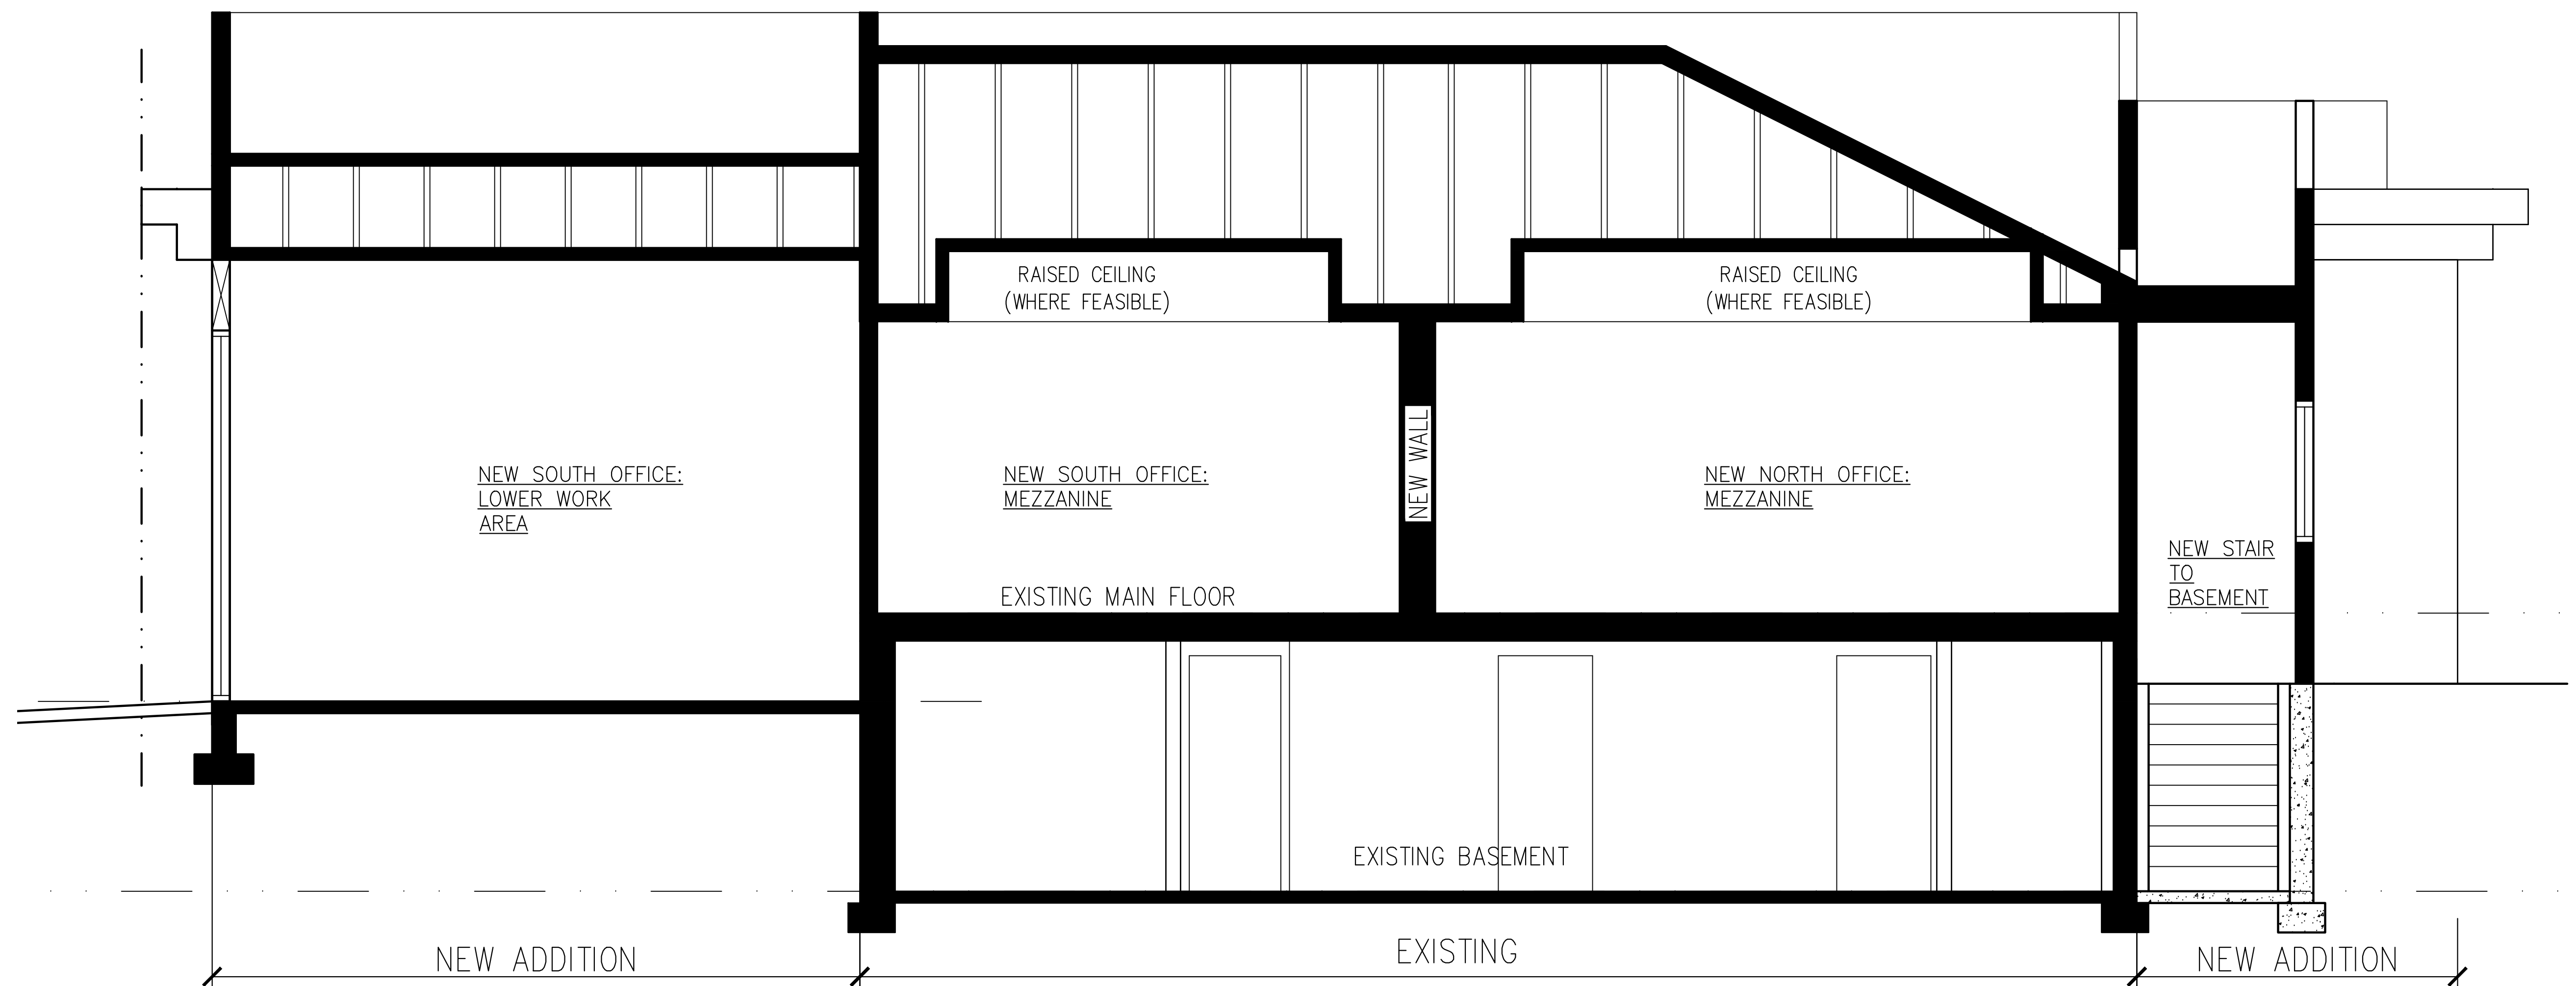 RAISED CEILING
(WHERE FEASIBLE)
RAISED CEILING
(WHERE FEASIBLE)
NEW SOUTH OFFICE:
LOWER WORK
AREA
NEW SOUTH OFFICE:
MEZZANINE
NEW WALL
NEW NORTH OFFICE:
MEZZANINE
NEW STAIR
TO
BASEMENT
EXISTING MAIN FLOOR
EXISTING BASEMENT
NEW ADDITION
EXISTING
NEW ADDITION